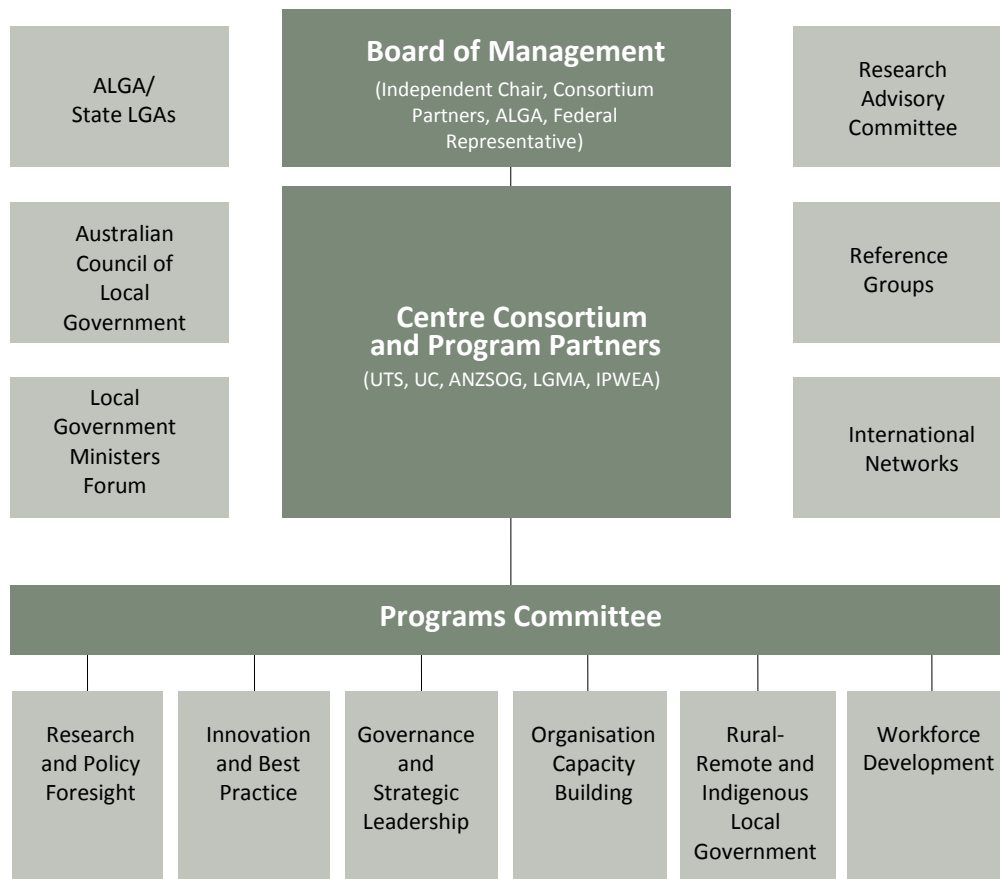 ALGA/
State LGAs
Australian
Council of
Local
Government
Local
Government
Ministers
Forum
Board of Management
(Independent Chair, Consortium
Partners, ALGA, Federal
Representative)
Centre Consortium
and Program Partners
(UTS, UC, ANZSOG, LGMA, IPWEA)
Research
Advisory
Committee
Reference
Groups
International
Networks
Programs Committee
Research
and Policy
Foresight
Innovation
and Best
Practice
Governance
and
Strategic
Leadership
Organisation
Capacity
Building
Rural-
Remote and
Indigenous
Local
Government
Workforce
Development